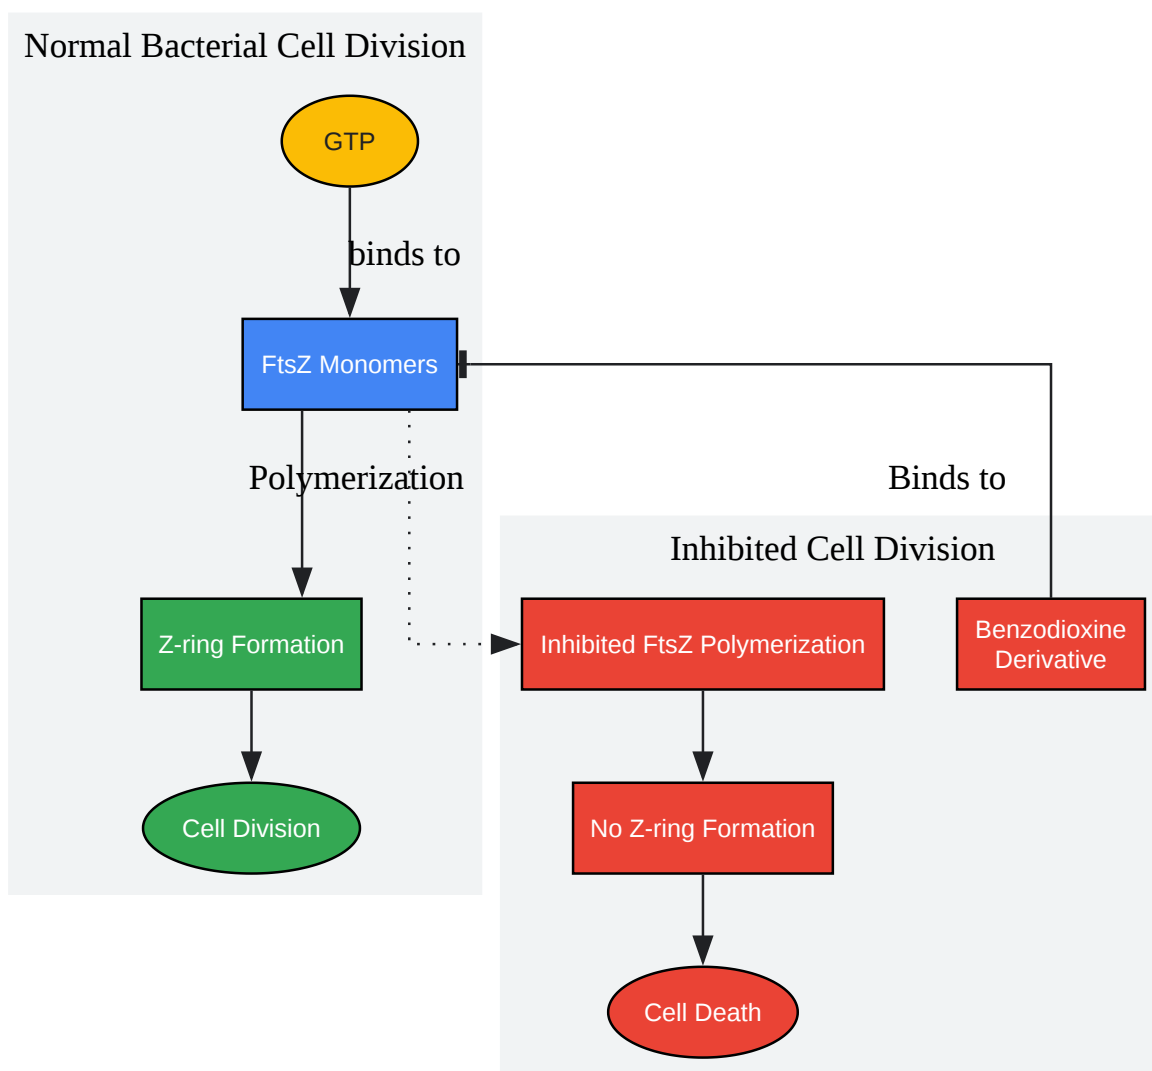 Normal Bacterial Cell Division
GTP
binds to
FtsZ Monomers
Polymerization
Binds to
Inhibited Cell Division
Z-ring Formation
Inhibited FtsZ Polymerization
Benzodioxine
Derivative
Cell Division
No Z-ring Formation
Cell Death